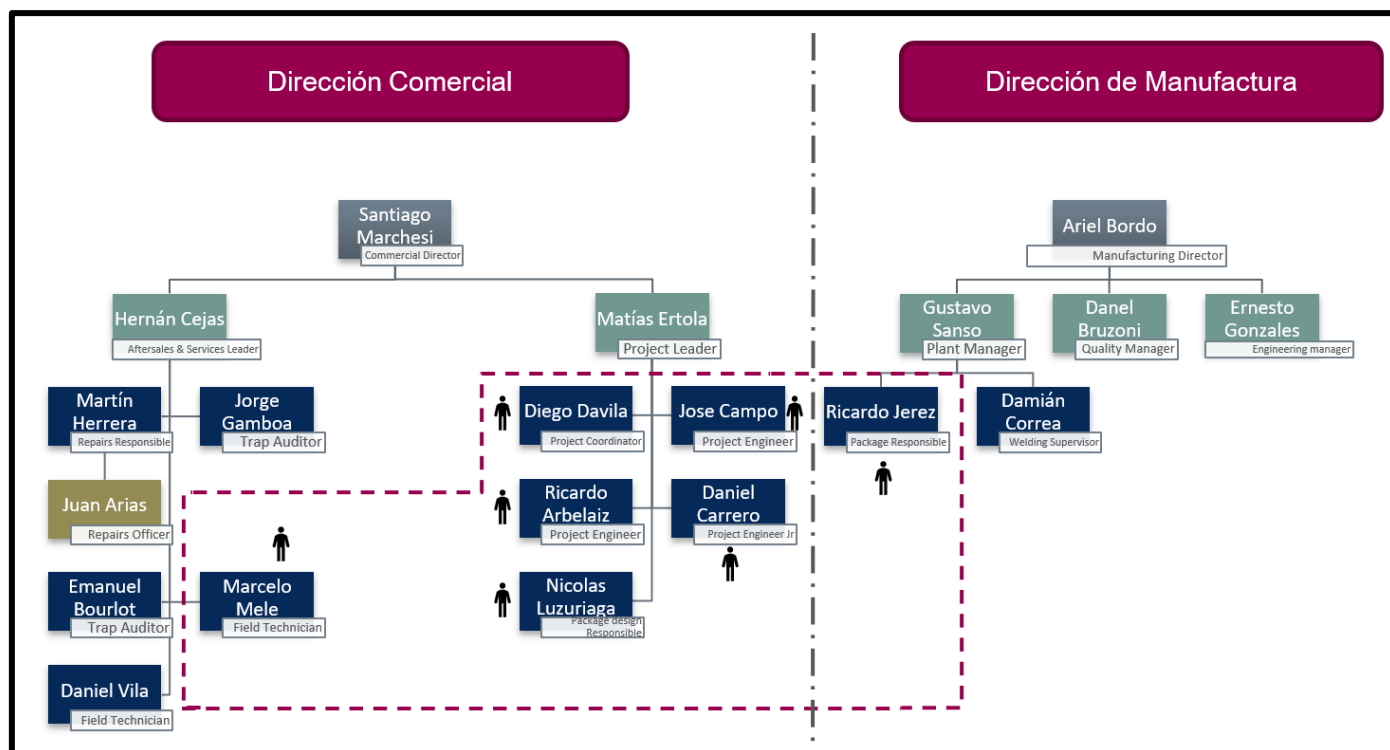 Dirección Comercial
Dirección de Manufactura
Santiago
Marchesi
Commercial Director
Ariel Bordo
Manufacturing Director
Hernán Cejas
Aftersales & Services Leader
Matías Ertola
Project Leader
Gustavo
Sanso
Plant Manager
Danel
Bruzoni
Quality Manager
Ernesto
Gonzales
Engineering manager
Martín
Herrera
Repairs Responsible
Jorge
Gamboa
Trap Auditor
Diego Davila
Project Coordinator
Jose Campo
Project Engineer
Ricardo Jerez
Package Responsible
Damián
Correa
Welding Supervisor
Juan Arias
Repairs Officer
Ricardo
Arbelaiz
Project Engineer
Daniel
Carrero
Project Engineer Jr
Emanuel
Bourlot
Trap Auditor
Marcelo
Mele
Field Technician
Nicolas
Luzuriaga
Package design
Responsible
Daniel Vila
Field Technician